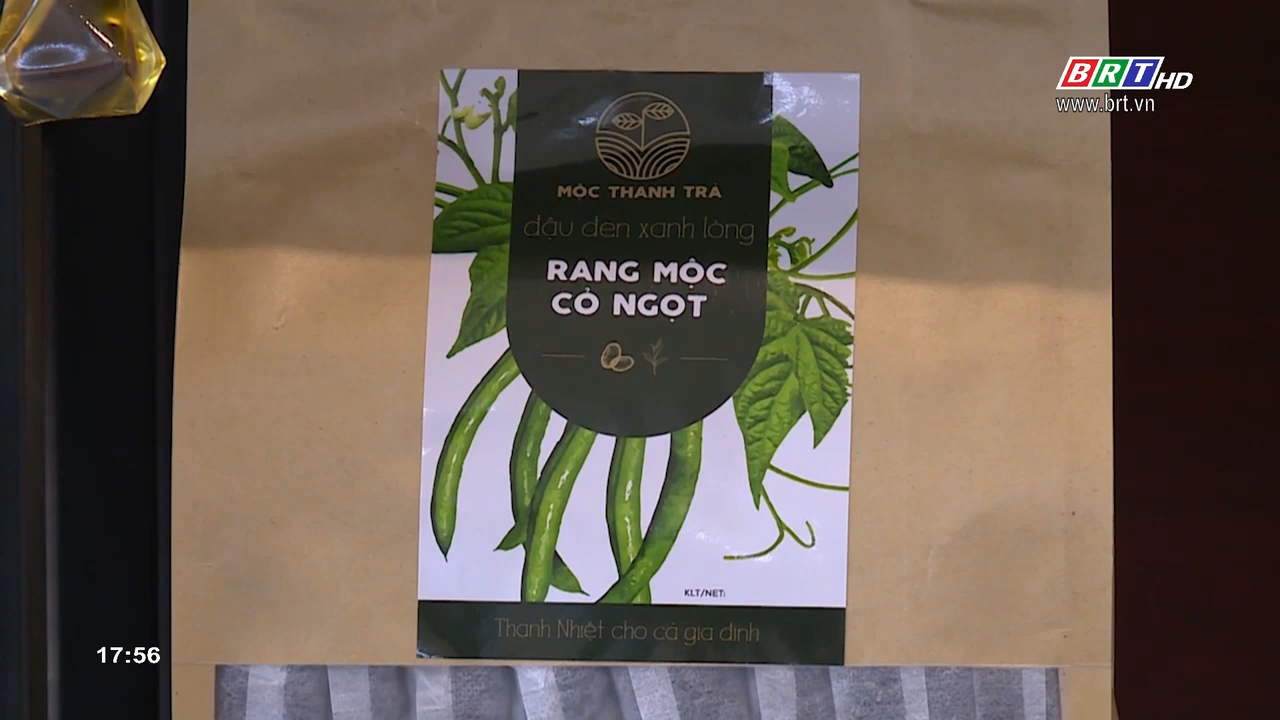 BRT HD
www.brt.vn
MỘC THANH TRÀ
đậu đen xanh lòng
RANG MỘC
CỎ NGỌT
KLT/NET:
Thanh Nhiệt cho cả gia đình
17:56